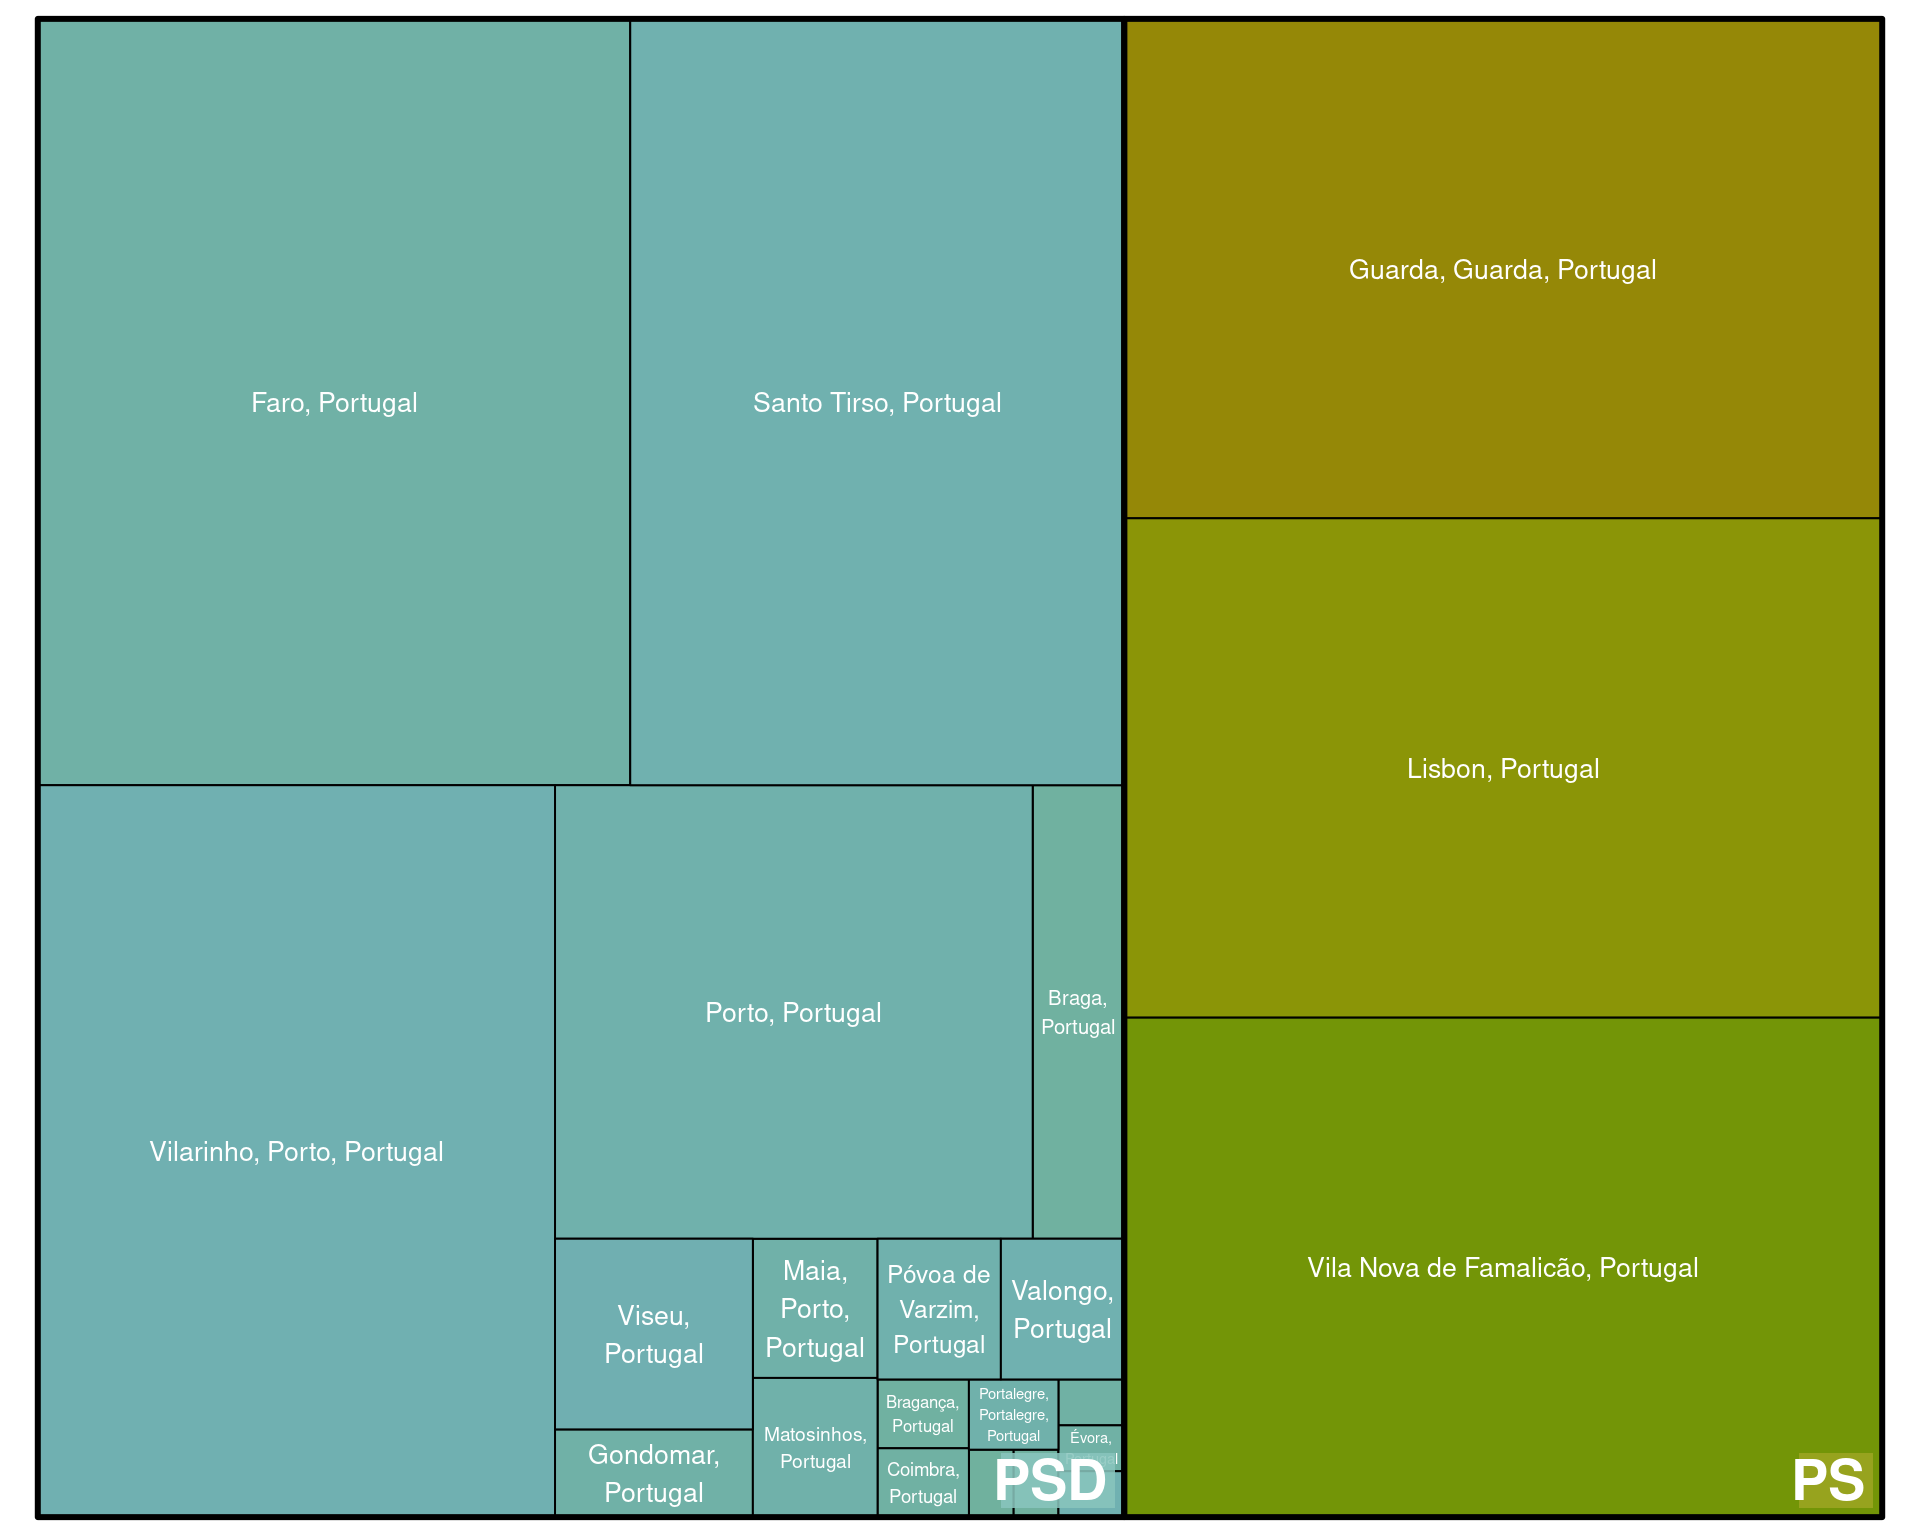 Faro, Portugal
Santo Tirso, Portugal
Guarda, Guarda, Portugal
Lisbon, Portugal
Vilarinho, Porto, Portugal
Porto, Portugal
Braga,
Portugal
Vila Nova de Famalicão, Portugal
Viseu,
Portugal
Maia,
Porto,
Portugal
Póvoa de
Varzim,
Portugal
Valongo,
Portugal
Gondomar,
Portugal
Matosinhos,
Portugal
Bragança,
Portugal
Portalegre,
Portalegre,
Portugal
Évora,
Coimbra,
Portugal
PSD
PS